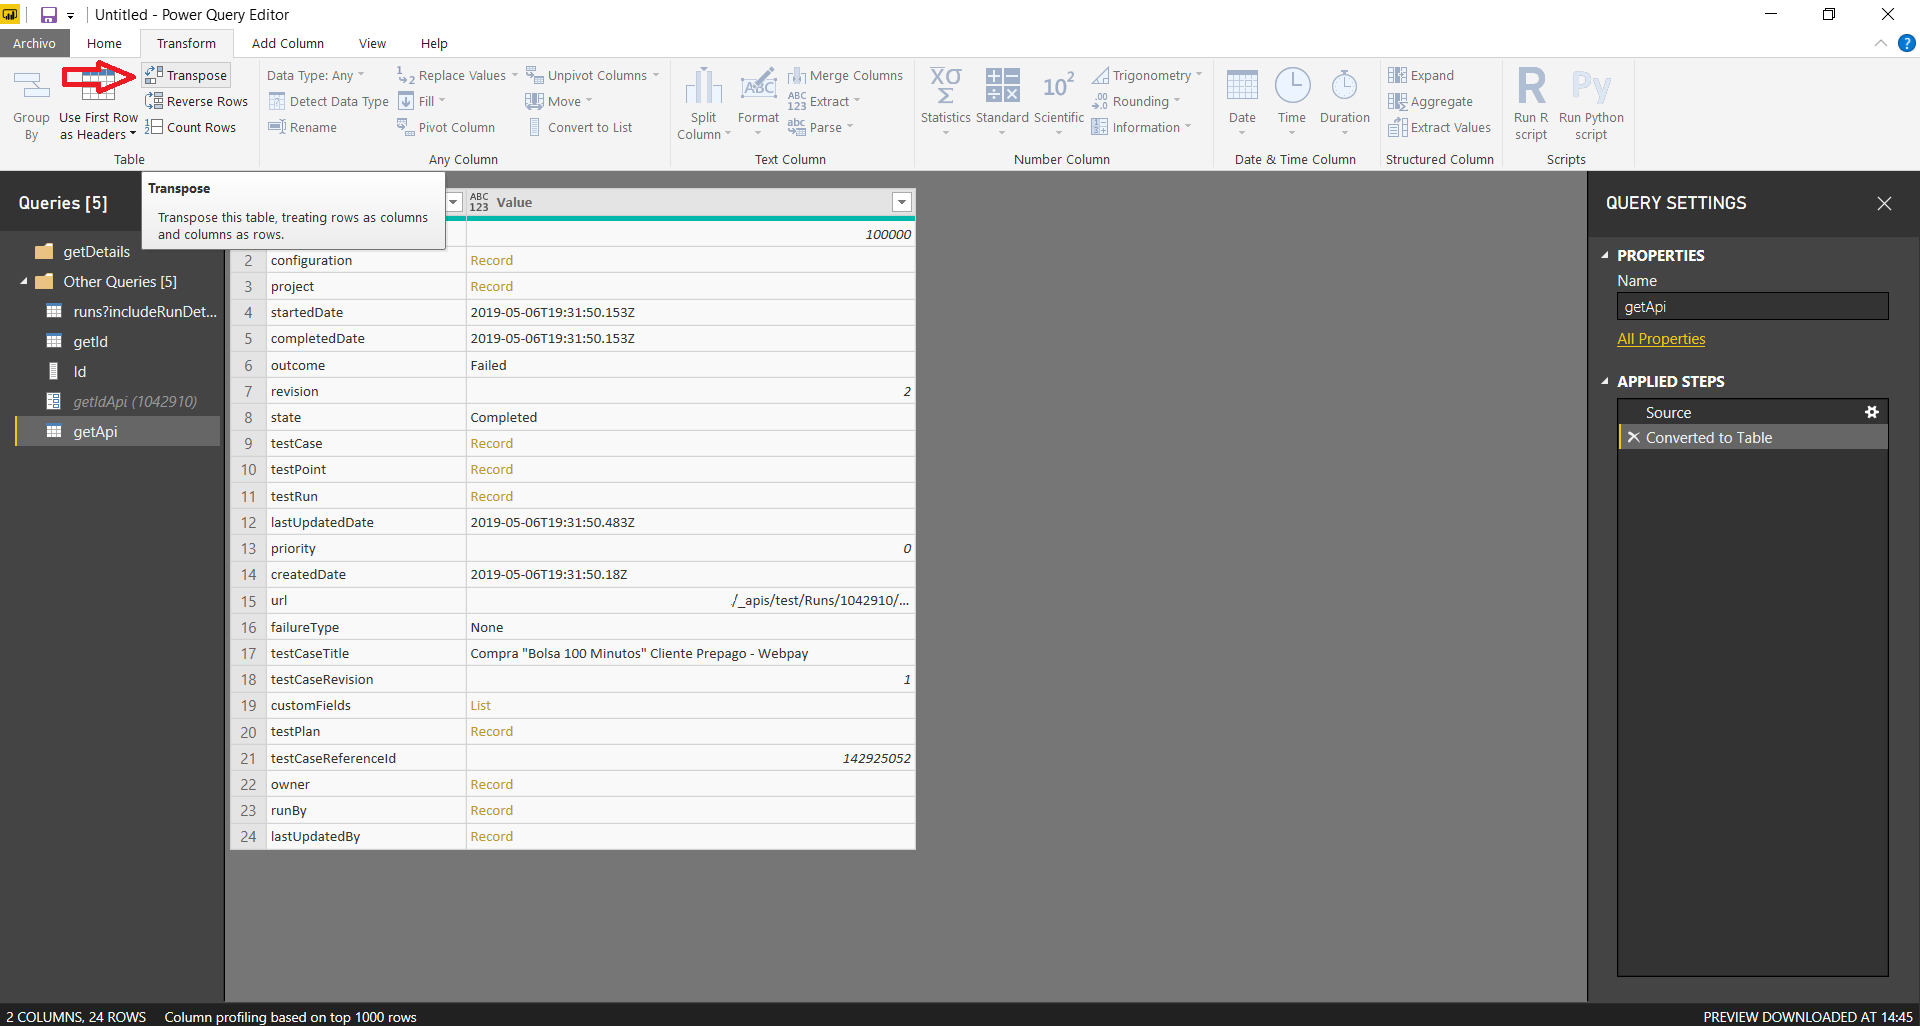 Untitled - Power Query Editor
Archivo Home Transform Add Column View Help
Group By
Use First Row as Headers
Transpose
Reverse Rows
Count Rows
Table
Data Type: Any
Detect Data Type
Rename
Replace Values
Fill
Pivot Column
Unpivot Columns
Move
Convert to List
Any Column
Split Column
Format
Merge Columns
Extract
Parse
Text Column
Statistics
Standard
Scientific
Trigonometry
Rounding
Information
Number Column
Date
Time
Duration
Date & Time Column
Expand
Aggregate
Extract Values
Structured Column
Run R script
Run Python script
Scripts
Transpose
Transpose this table, treating rows as columns
and columns as rows.
Queries [5]
getDetails
Other Queries [5]
runs?includeRunDet...
getId
Id
getIdApi (1042910)
getApi
ABC 123 Value
100000
2 configuration Record
3 project Record
4 startedDate 2019-05-06T19:31:50.153Z
5 completedDate 2019-05-06T19:31:50.153Z
6 outcome Failed
7 revision 2
8 state Completed
9 testCase Record
10 testPoint Record
11 testRun Record
12 lastUpdatedDate 2019-05-06T19:31:50.483Z
13 priority 0
14 createdDate 2019-05-06T19:31:50.18Z
15 url /_apis/test/Runs/1042910/...
16 failureType None
17 testCaseTitle Compra "Bolsa 100 Minutos" Cliente Prepago - Webpay
18 testCaseRevision 1
19 customFields List
20 testPlan Record
21 testCaseReferenceId 142925052
22 owner Record
23 runBy Record
24 lastUpdatedBy Record
QUERY SETTINGS
PROPERTIES
Name
getApi
All Properties
APPLIED STEPS
Source
Converted to Table
2 COLUMNS, 24 ROWS Column profiling based on top 1000 rows
PREVIEW DOWNLOADED AT 14:45